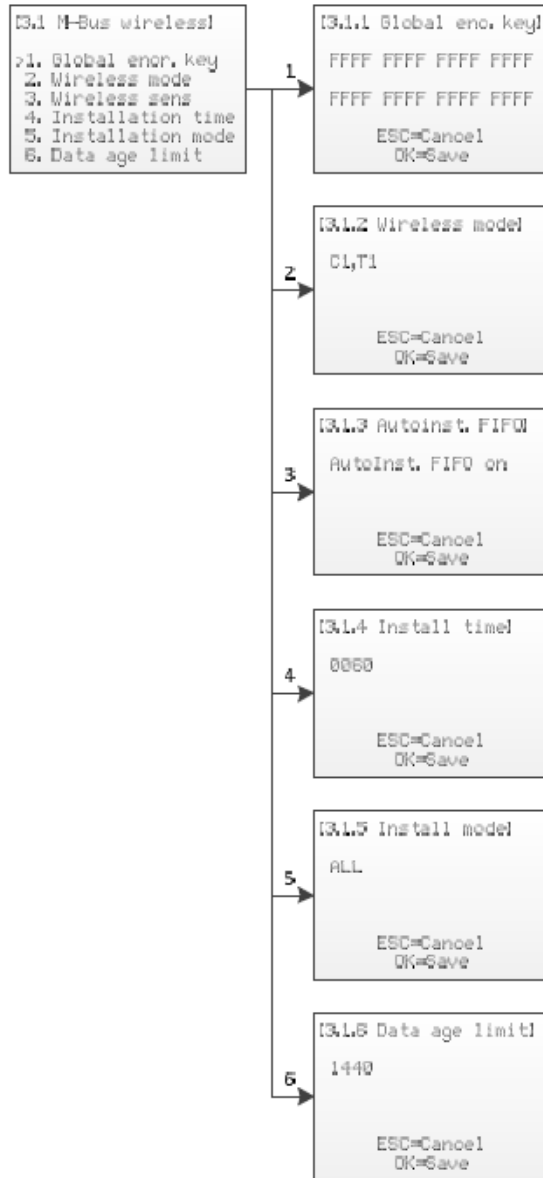 [3.1 M-Bus wireless]
>1. Global encr. key
2. Wireless mode
3. Wireless sens
4. Installation time
5. Installation mode
6. Data age limit
1
[3.1.1 Global enc. key]
FFFF FFFF FFFF FFFF
FFFF FFFF FFFF FFFF
ESC=Cancel
OK=Save
2
[3.1.2 Wireless mode]
C1,T1
ESC=Cancel
OK=Save
3
[3.1.3 Autoinst. FIFO]
AutoInst. FIFO on
ESC=Cancel
OK=Save
4
[3.1.4 Install time]
0060
ESC=Cancel
OK=Save
5
[3.1.5 Install mode]
ALL
ESC=Cancel
OK=Save
6
[3.1.6 Data age limit]
1440
ESC=Cancel
OK=Save